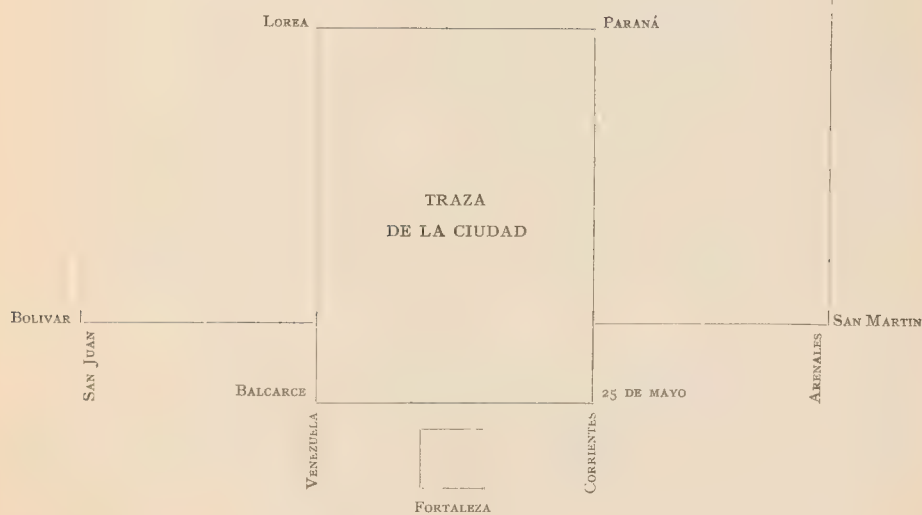 LOREA
PARANÁ
TRAZA
DE LA CIUDAD
BOLIVAR
SAN MARTIN
SAN JUAN
ARENALES
BALCARCE
25 DE MAYO
VENEZUELA
CORRIENTES
FORTALEZA